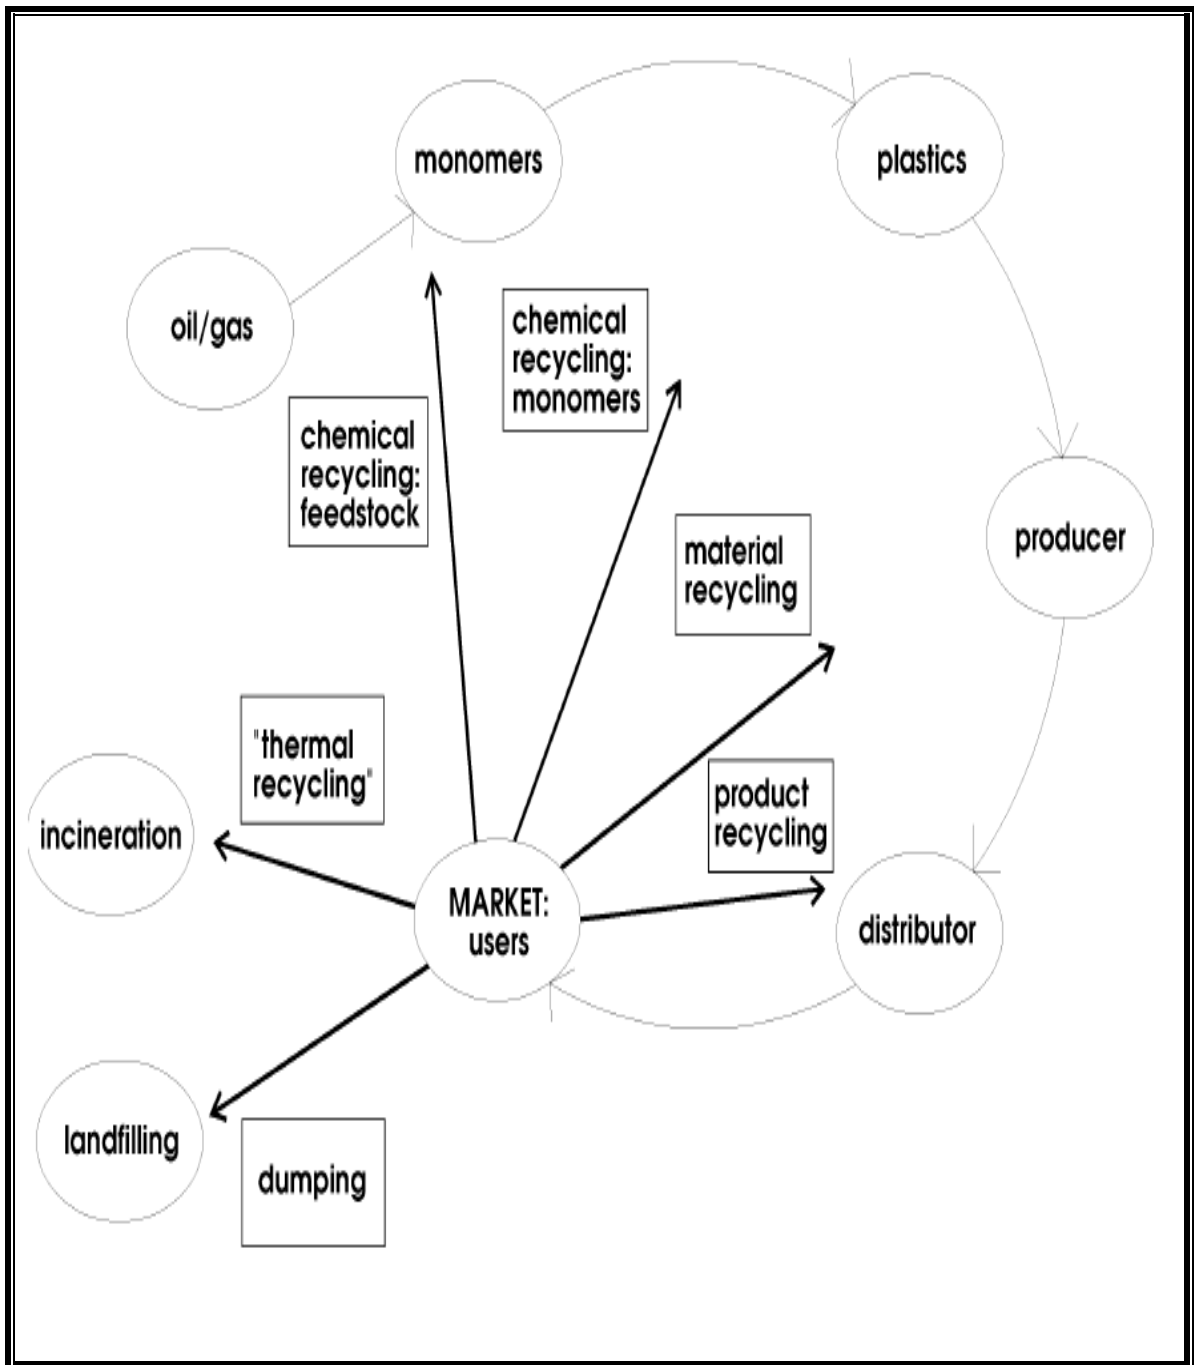 monomers
plastics
oil/gas
chemical
recycling:
monomers
chemical
recycling:
feedstock
producer
material
recycling
"thermal
recycling"
product
recycling
incineration
MARKET:
users
distributor
landfilling
dumping